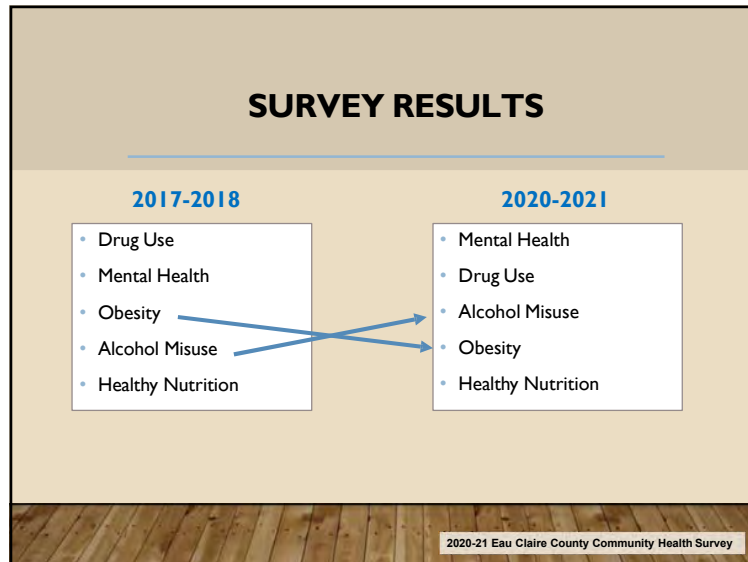 SURVEY RESULTS
2017-2018
• Drug Use
• Mental Health
• Obesity
• Alcohol Misuse
• Healthy Nutrition
2020-2021
• Mental Health
• Drug Use
• Alcohol Misuse
• Obesity
• Healthy Nutrition
2020-21 Eau Claire County Community Health Survey